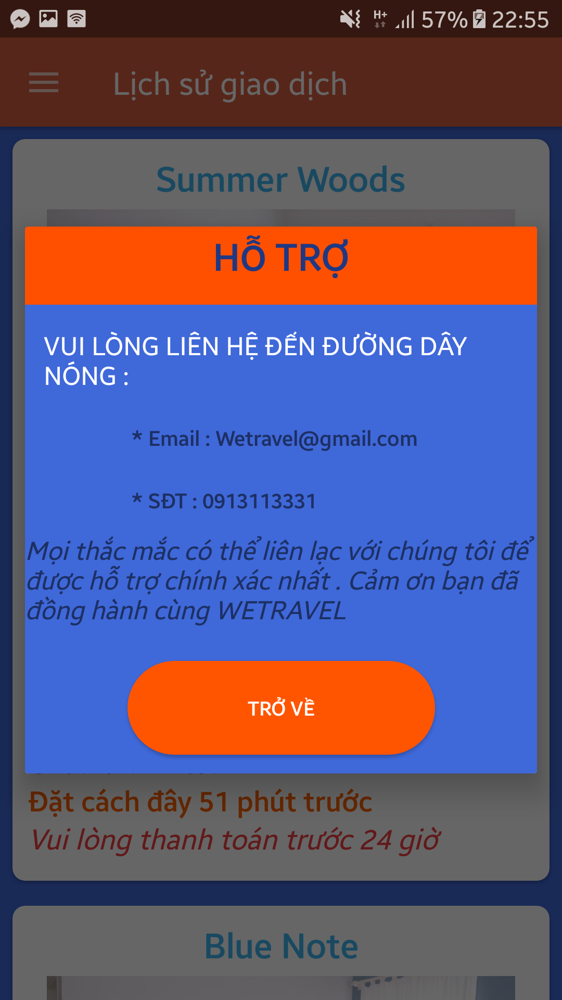 H+
57%
22:55
Lịch sử giao dịch
Summer Woods
HỖ TRỢ
VUI LÒNG LIÊN HỆ ĐẾN ĐƯỜNG DÂY
NÓNG :
* Email : Wetravel@gmail.com
* SĐT : 0913113331
Mọi thắc mắc có thể liên lạc với chúng tôi để
được hỗ trợ chính xác nhất . Cảm ơn bạn đã
đồng hành cùng WETRAVEL
TRỞ VỀ
Đặt cách đây 51 phút trước
Vui lòng thanh toán trước 24 giờ
Blue Note